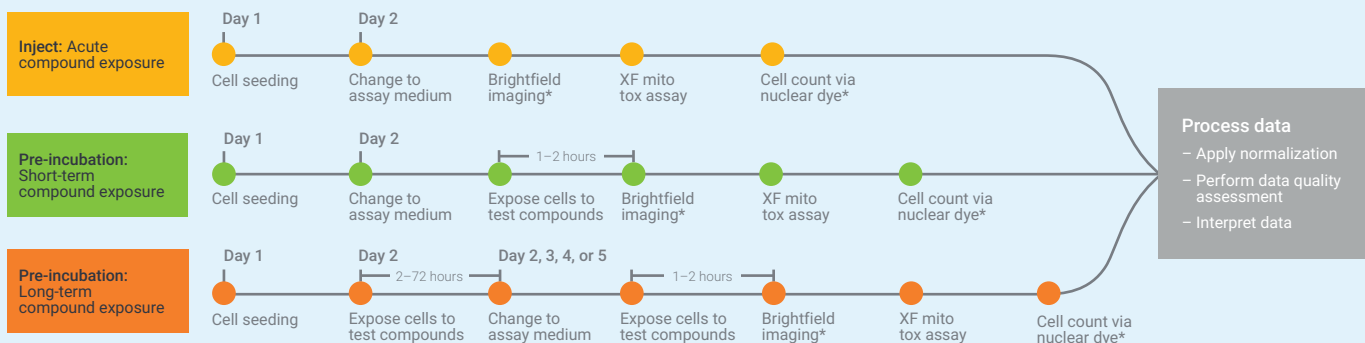 Inject: Acute
compound exposure
Day 1
Day 2
Cell seeding
Change to
assay medium
Brightfield
imaging*
XF mito
tox assay
Cell count via
nuclear dye*
Pre-incubation:
Short-term
compound exposure
Day 1
Day 2
1–2 hours
Cell seeding
Change to
assay medium
Expose cells to
test compounds
Brightfield
imaging*
XF mito
tox assay
Cell count via
nuclear dye*
Pre-incubation:
Long-term
compound exposure
Day 1
Day 2
Day 2, 3, 4, or 5
2–72 hours
1–2 hours
Cell seeding
Expose cells to
test compounds
Change to
assay medium
Expose cells to
test compounds
Brightfield
imaging*
XF mito
tox assay
Cell count via
nuclear dye*
Process data
– Apply normalization
– Perform data quality
assessment
– Interpret data